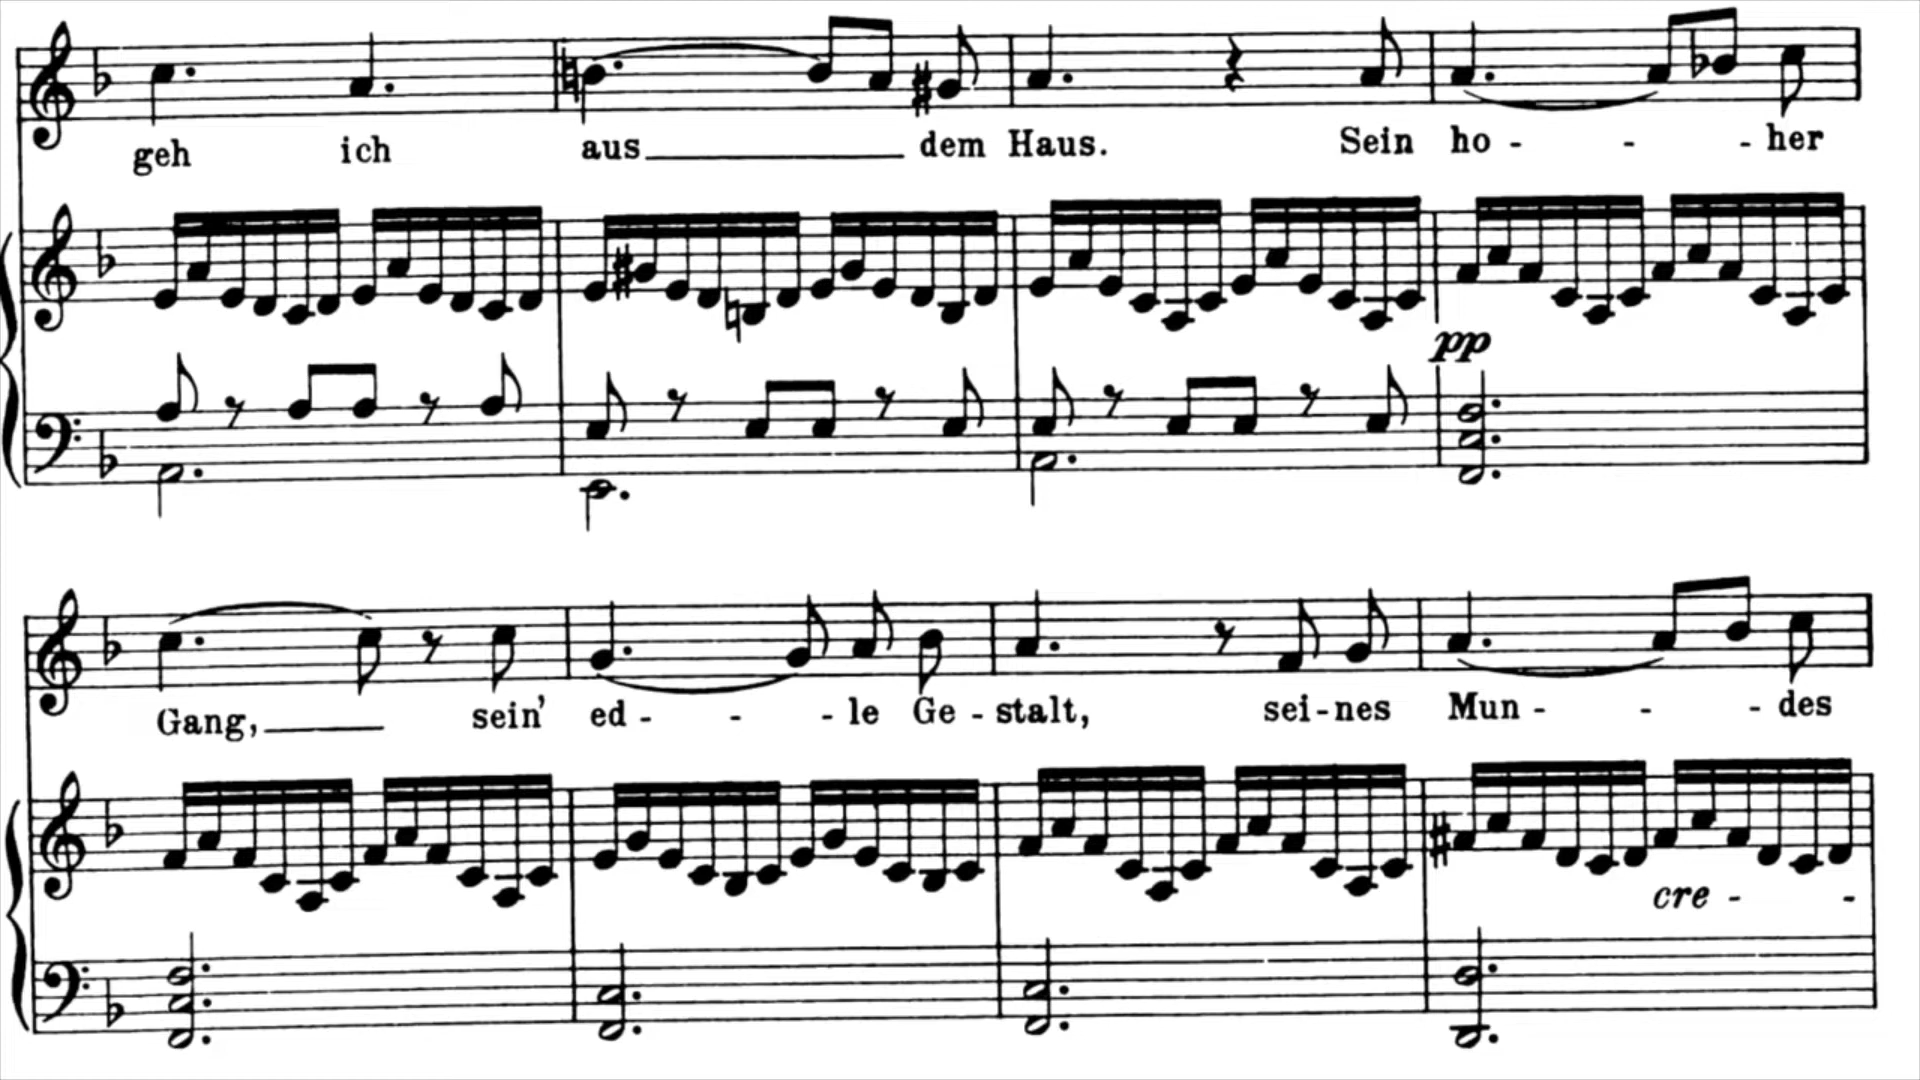 geh ich aus dem Haus. Sein ho - - - her
pp
Gang, sein' ed - - - le Ge - stalt, sei - nes Mun - - - des
cre - -